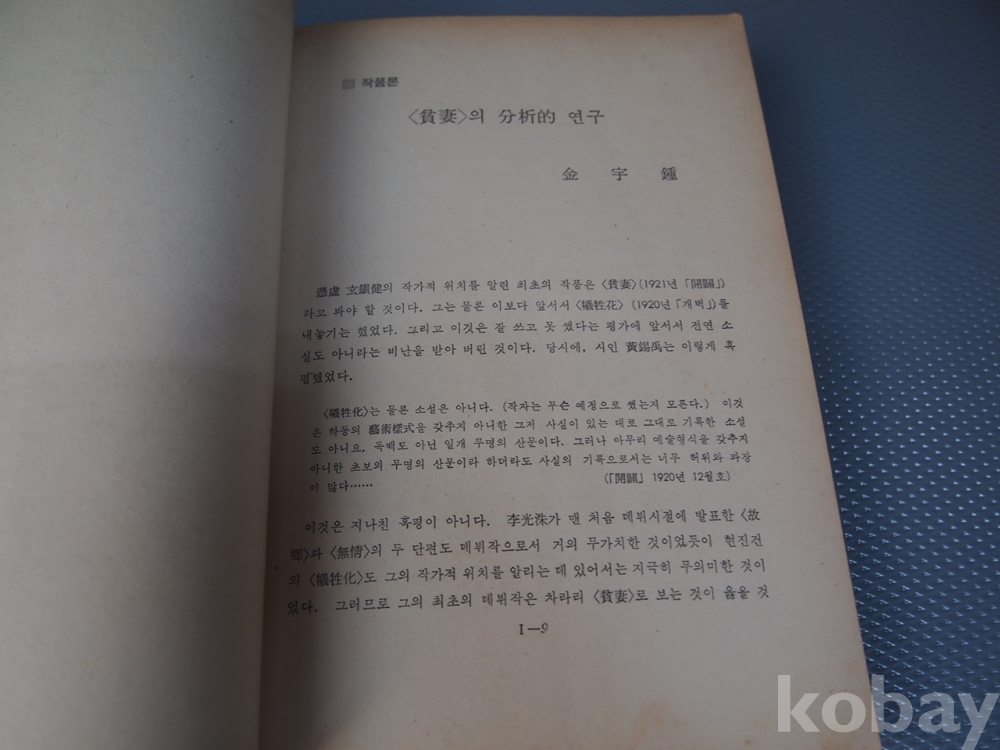 작품론
〈貧妻〉의 分析的 연구
金 宇 鍾
憑虛 玄鎭健의 작가적 위치를 알린 최초의 작품은 〈貧妻〉(1921년 「開闢」)
라고 봐야 할 것이다. 그는 물론 이보다 앞서서 〈犧牲花〉 (1920년 「개벽」)를
내놓기는 했었다. 그리고 이것은 잘 쓰고 못 썼다는 평가에 앞서서 전연 소
설도 아니라는 비난을 받아 버린 것이다. 당시에, 시인 黃錫禹는 이렇게 혹
평했었다.
〈犧牲化〉는 물론 소설은 아니다. (작자는 무슨 예정으로 썼는지 모른다.) 이것
은 하등의 藝術樣式을 갖추지 아니한 그저 사실이 있는 대로 그대로 기록한 소설
도 아니요, 독백도 아닌 일개 무명의 산문이다. 그러나 아무리 예술형식을 갖추지
아니한 초보의 무명의 산문이라 하더라도 사실의 기록으로서는 너무 허위와 과장
이 많다…… (「開闢」 1920년 12월호)
이것은 지나친 혹평이 아니다. 李光洙가 맨 처음 데뷔시절에 발표한 〈故
鄕〉과 〈無情〉의 두 단편도 데뷔작으로서 거의 무가치한 것이었듯이 현진건
의 〈犧牲化〉도 그의 작가적 위치를 알리는 데 있어서는 지극히 무의미한 것이
었다. 그러므로 그의 최초의 데뷔작은 차라리 〈貧妻〉로 보는 것이 옳을 것
I—9
kobay